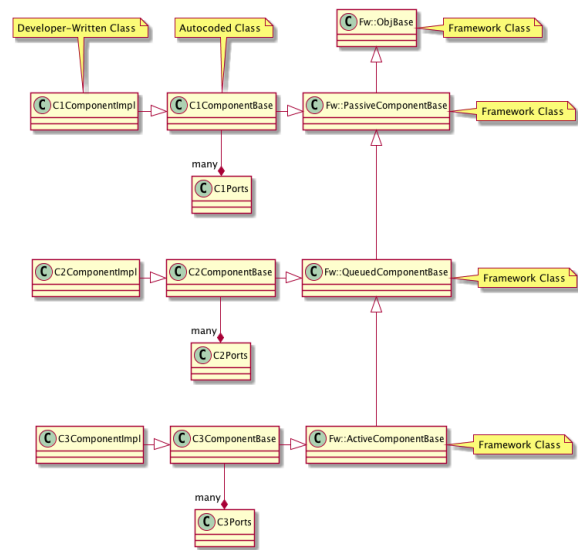 Developer-Written Class
Autocoded Class
C Fw::ObjBase
Framework Class
C C1ComponentImpl
C C1ComponentBase
C Fw::PassiveComponentBase
Framework Class
many
C C1Ports
C C2ComponentImpl
C C2ComponentBase
C Fw::QueuedComponentBase
Framework Class
many
C C2Ports
C C3ComponentImpl
C C3ComponentBase
C Fw::ActiveComponentBase
Framework Class
many
C C3Ports